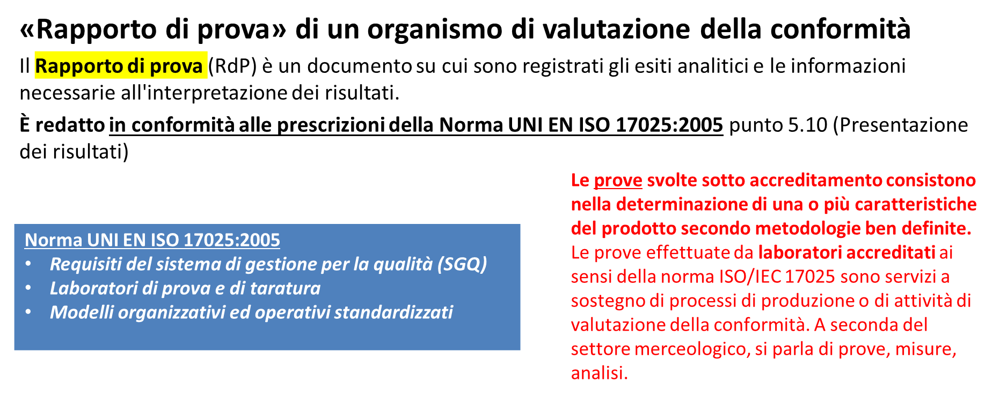 «Rapporto di prova» di un organismo di valutazione della conformità
Il Rapporto di prova (RdP) è un documento su cui sono registrati gli esiti analitici e le informazioni
necessarie all'interpretazione dei risultati.
È redatto in conformità alle prescrizioni della Norma UNI EN ISO 17025:2005 punto 5.10 (Presentazione
dei risultati)
Norma UNI EN ISO 17025:2005
• Requisiti del sistema di gestione per la qualità (SGQ)
• Laboratori di prova e di taratura
• Modelli organizzativi ed operativi standardizzati
Le prove svolte sotto accreditamento consistono
nella determinazione di una o più caratteristiche
del prodotto secondo metodologie ben definite.
Le prove effettuate da laboratori accreditati ai
sensi della norma ISO/IEC 17025 sono servizi a
sostegno di processi di produzione o di attività di
valutazione della conformità. A seconda del
settore merceologico, si parla di prove, misure,
analisi.